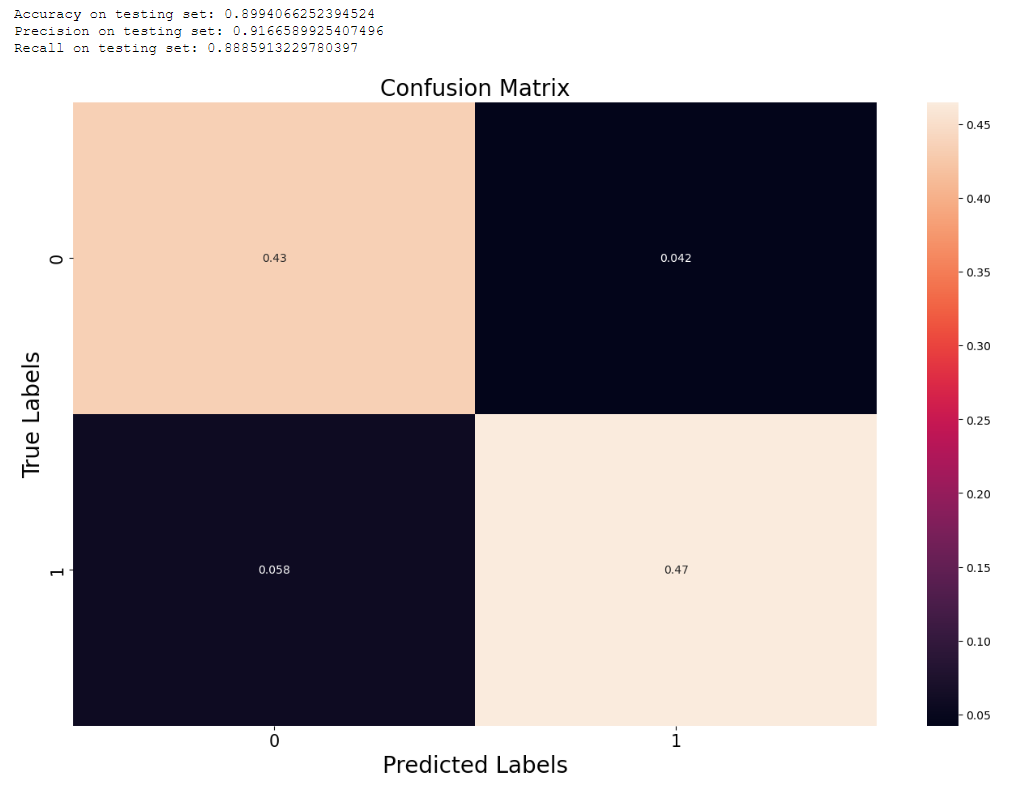 Accuracy on testing set: 0.8994066252394524
Precision on testing set: 0.9166589925407496
Recall on testing set: 0.8885913229780397
Confusion Matrix
0.45
0.40
0.35
0.30
0.25
0.20
0.15
0.10
0.05
True Labels
0
0.43
0.042
1
0.058
0.47
0
1
Predicted Labels